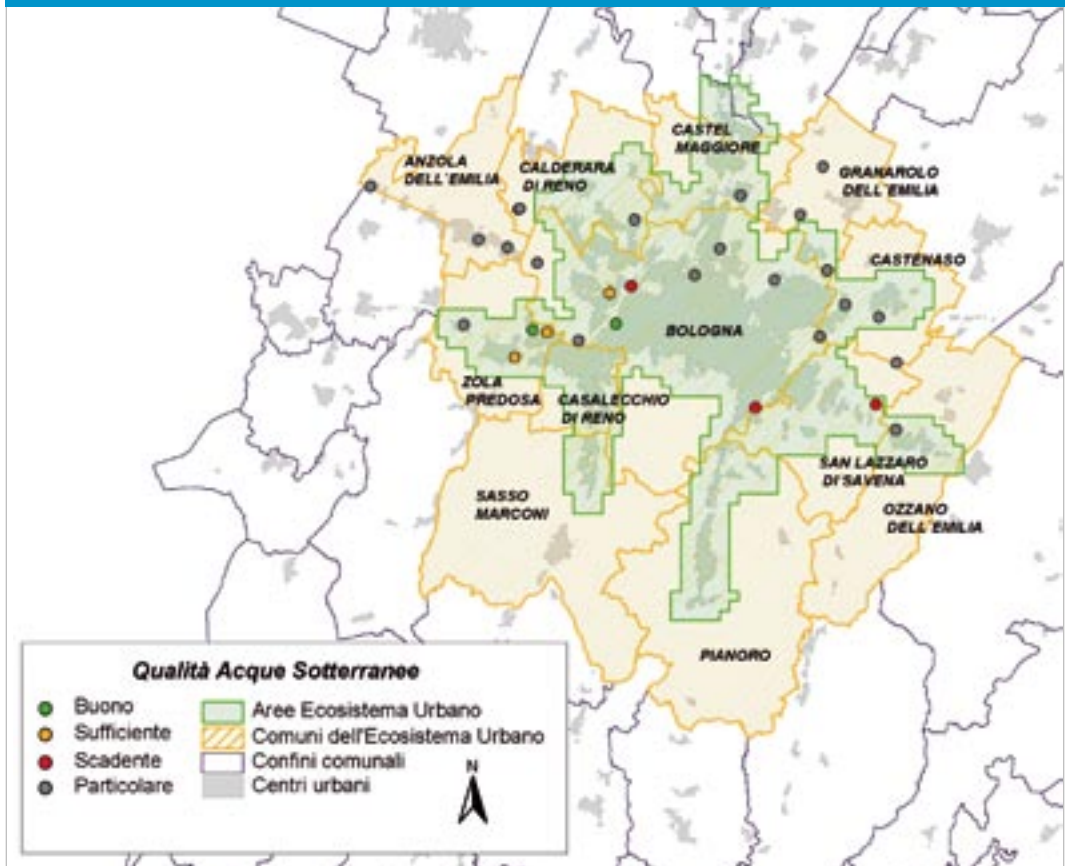 CASTEL
MAGGIORE
ANZOLA
DELL'EMILIA
CALDERARA
DI RENO
GRANAROLO
DELL'EMILIA
CASTENASO
BOLOGNA
ZOLA
PREDOSA
CASALECCHIO
DI RENO
SAN LAZZARO
DI SAVENA
SASSO
MARCONI
OZZANO
DELL'EMILIA
PIANORO
Qualità Acque Sotterranee
Buono
Sufficiente
Scadente
Particolare
Aree Ecosistema Urbano
Comuni dell'Ecosistema Urbano
Confini comunali
Centri urbani
N